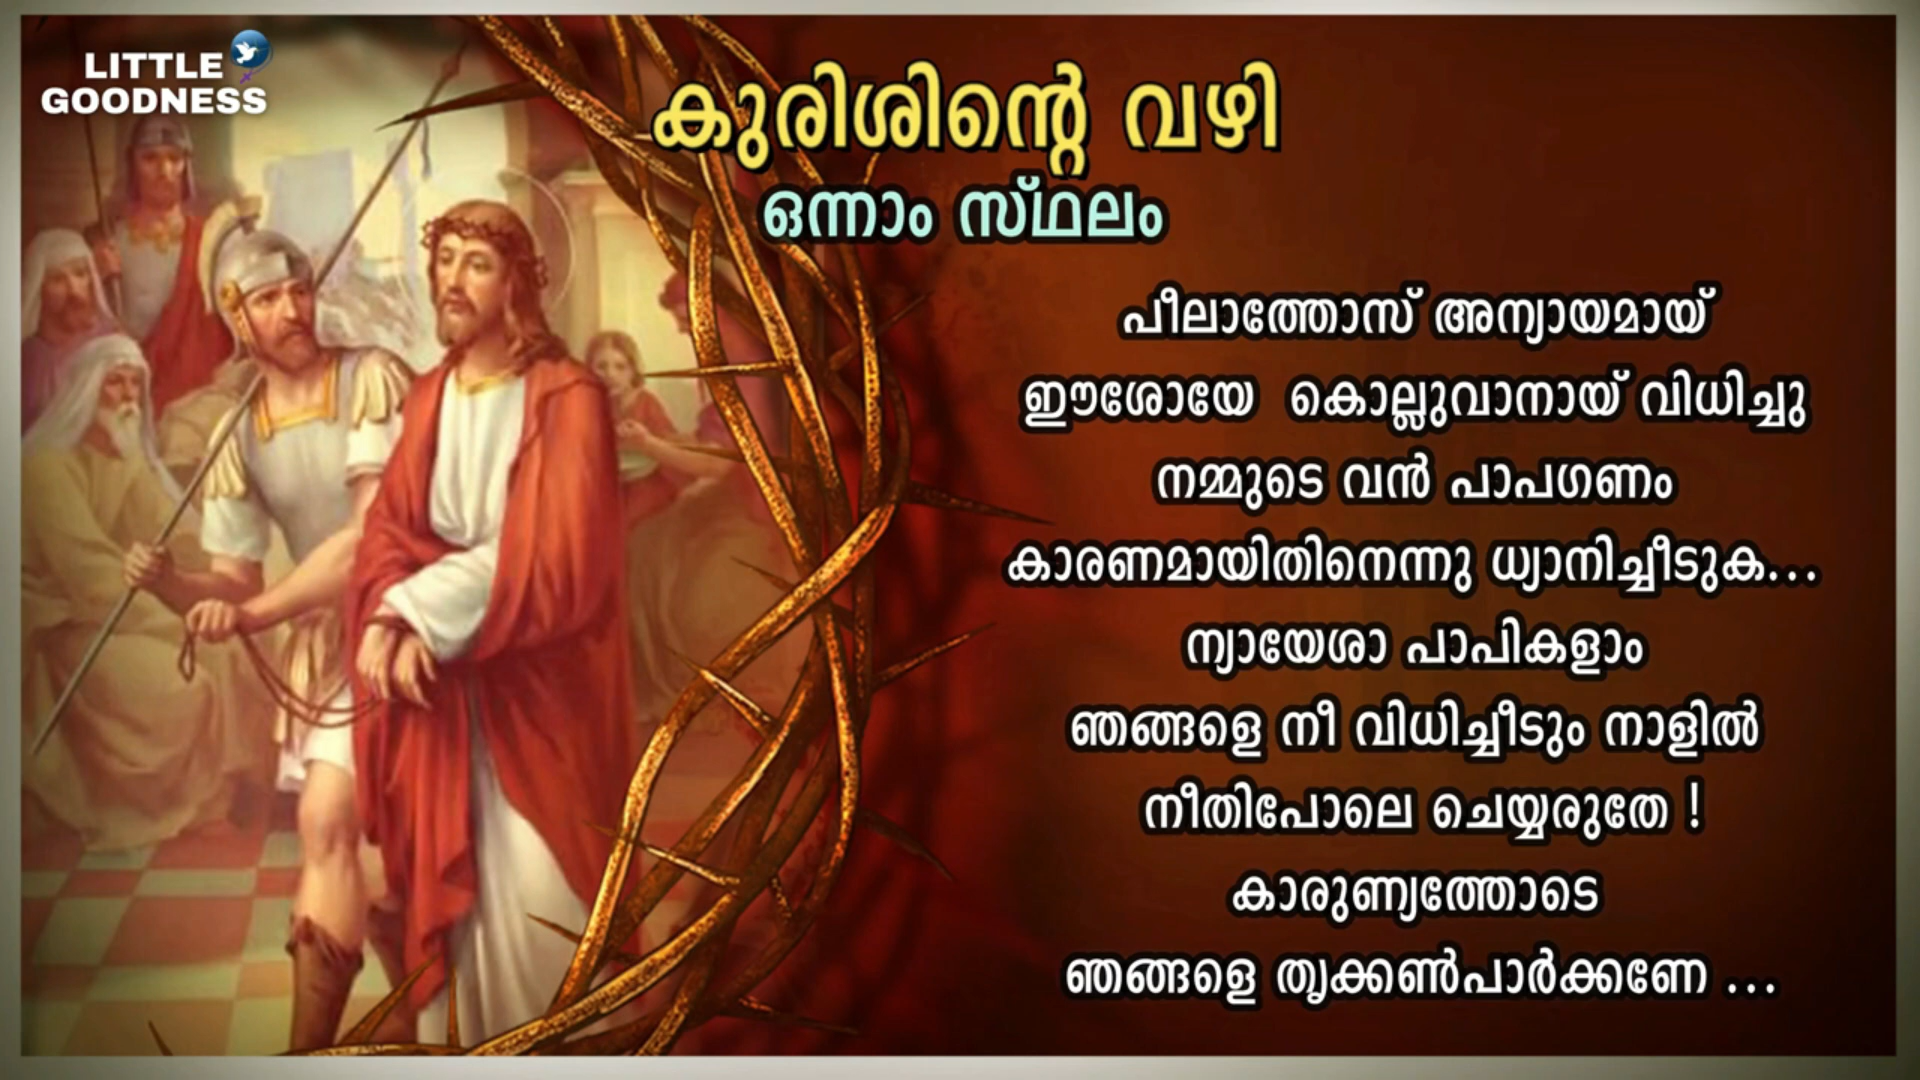 LITTLE
GOODNESS
കുരിശിന്റെ വഴി
ഒന്നാം സ്ഥലം
പീലാത്തോസ് അന്യായമായ്
ഈശോയേ കൊല്ലുവാനായ് വിധിച്ചു
നമ്മുടെ വൻ പാപഗണം
കാരണമായിതിനെന്നു ധ്യാനിച്ചീടുക...
ന്യായേശാ പാപികളാം
ഞങ്ങളെ നീ വിധിച്ചീടും നാളിൽ
നീതിപോലെ ചെയ്യരുതേ !
കാരുണ്യത്തോടെ
ഞങ്ങളെ തൃക്കൺപാർക്കണേ ...